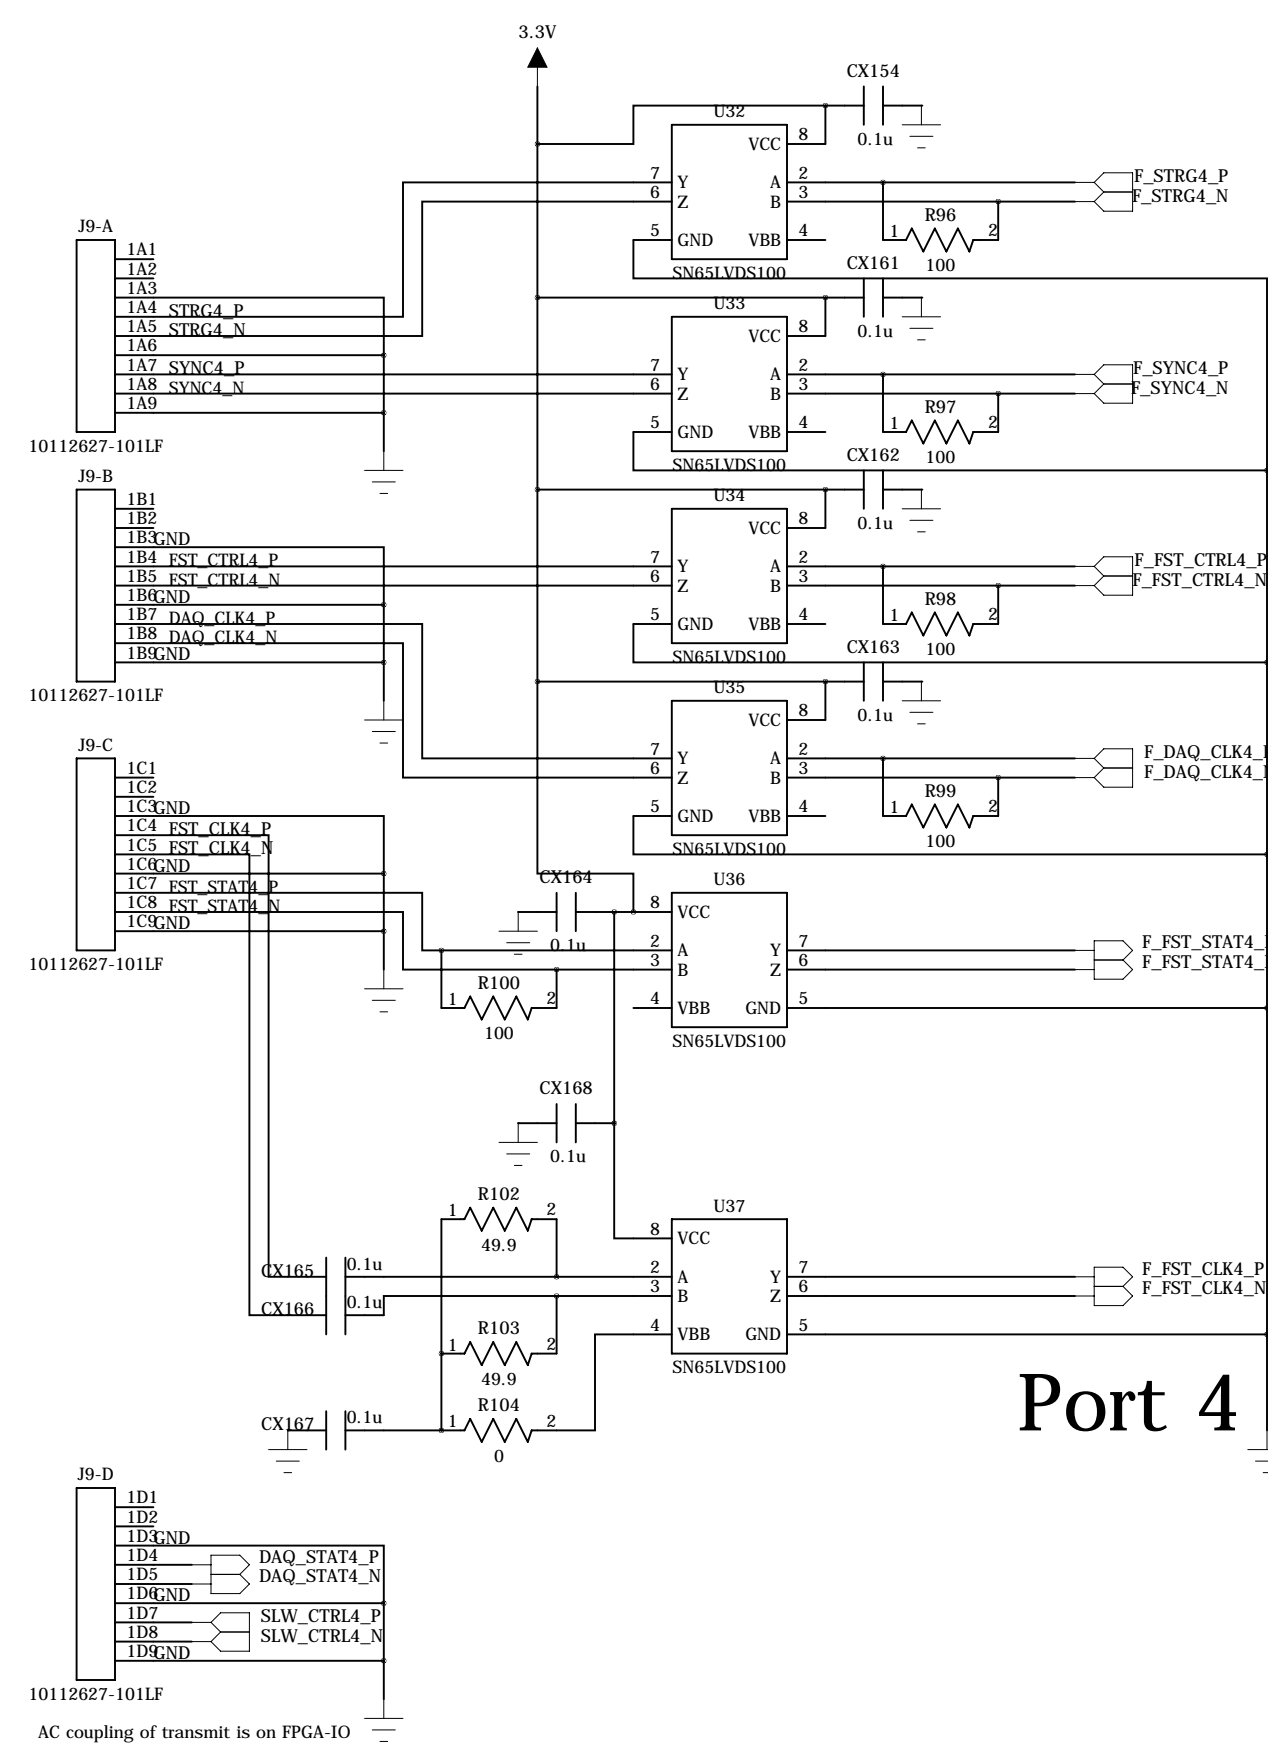 3.3V
CX154
0.1u
U32
VCC 8
7 Y A 2
6 Z B 3
5 GND VBB 4
SN65LVDS100
F_STRG4_P
F_STRG4_N
R96
1 2
100
J9-A
1A1
1A2
1A3
1A4 STRG4_P
1A5 STRG4_N
1A6
1A7 SYNC4_P
1A8 SYNC4_N
1A9
10112627-101LF
CX161
0.1u
U33
VCC 8
7 Y A 2
6 Z B 3
5 GND VBB 4
SN65LVDS100
F_SYNC4_P
F_SYNC4_N
R97
1 2
100
J9-B
1B1
1B2
1B3 GND
1B4 FST_CTRL4_P
1B5 FST_CTRL4_N
1B6 GND
1B7 DAQ_CLK4_P
1B8 DAQ_CLK4_N
1B9 GND
10112627-101LF
CX162
0.1u
U34
VCC 8
7 Y A 2
6 Z B 3
5 GND VBB 4
SN65LVDS100
F_FST_CTRL4_P
F_FST_CTRL4_N
R98
1 2
100
CX163
0.1u
U35
VCC 8
7 Y A 2
6 Z B 3
5 GND VBB 4
SN65LVDS100
F_DAQ_CLK4_
F_DAQ_CLK4_
R99
1 2
100
J9-C
1C1
1C2
1C3 GND
1C4 FST_CLK4_P
1C5 FST_CLK4_N
1C6 GND
1C7 FST_STAT4_P
1C8 FST_STAT4_N
1C9 GND
10112627-101LF
CX164
0.1u
U36
8 VCC
2 A Y 7
3 B Z 6
4 VBB GND 5
SN65LVDS100
F_FST_STAT4_
F_FST_STAT4_
R100
1 2
100
CX168
0.1u
R102
1 2
49.9
U37
8 VCC
2 A Y 7
3 B Z 6
4 VBB GND 5
SN65LVDS100
F_FST_CLK4_P
F_FST_CLK4_N
CX165 0.1u
CX166 0.1u
R103
1 2
49.9
R104
1 2
0
CX167 0.1u
Port 4
J9-D
1D1
1D2
1D3 GND
1D4 DAQ_STAT4_P
1D5 DAQ_STAT4_N
1D6 GND
1D7 SLW_CTRL4_P
1D8 SLW_CTRL4_N
1D9 GND
10112627-101LF
AC coupling of transmit is on FPGA-IO